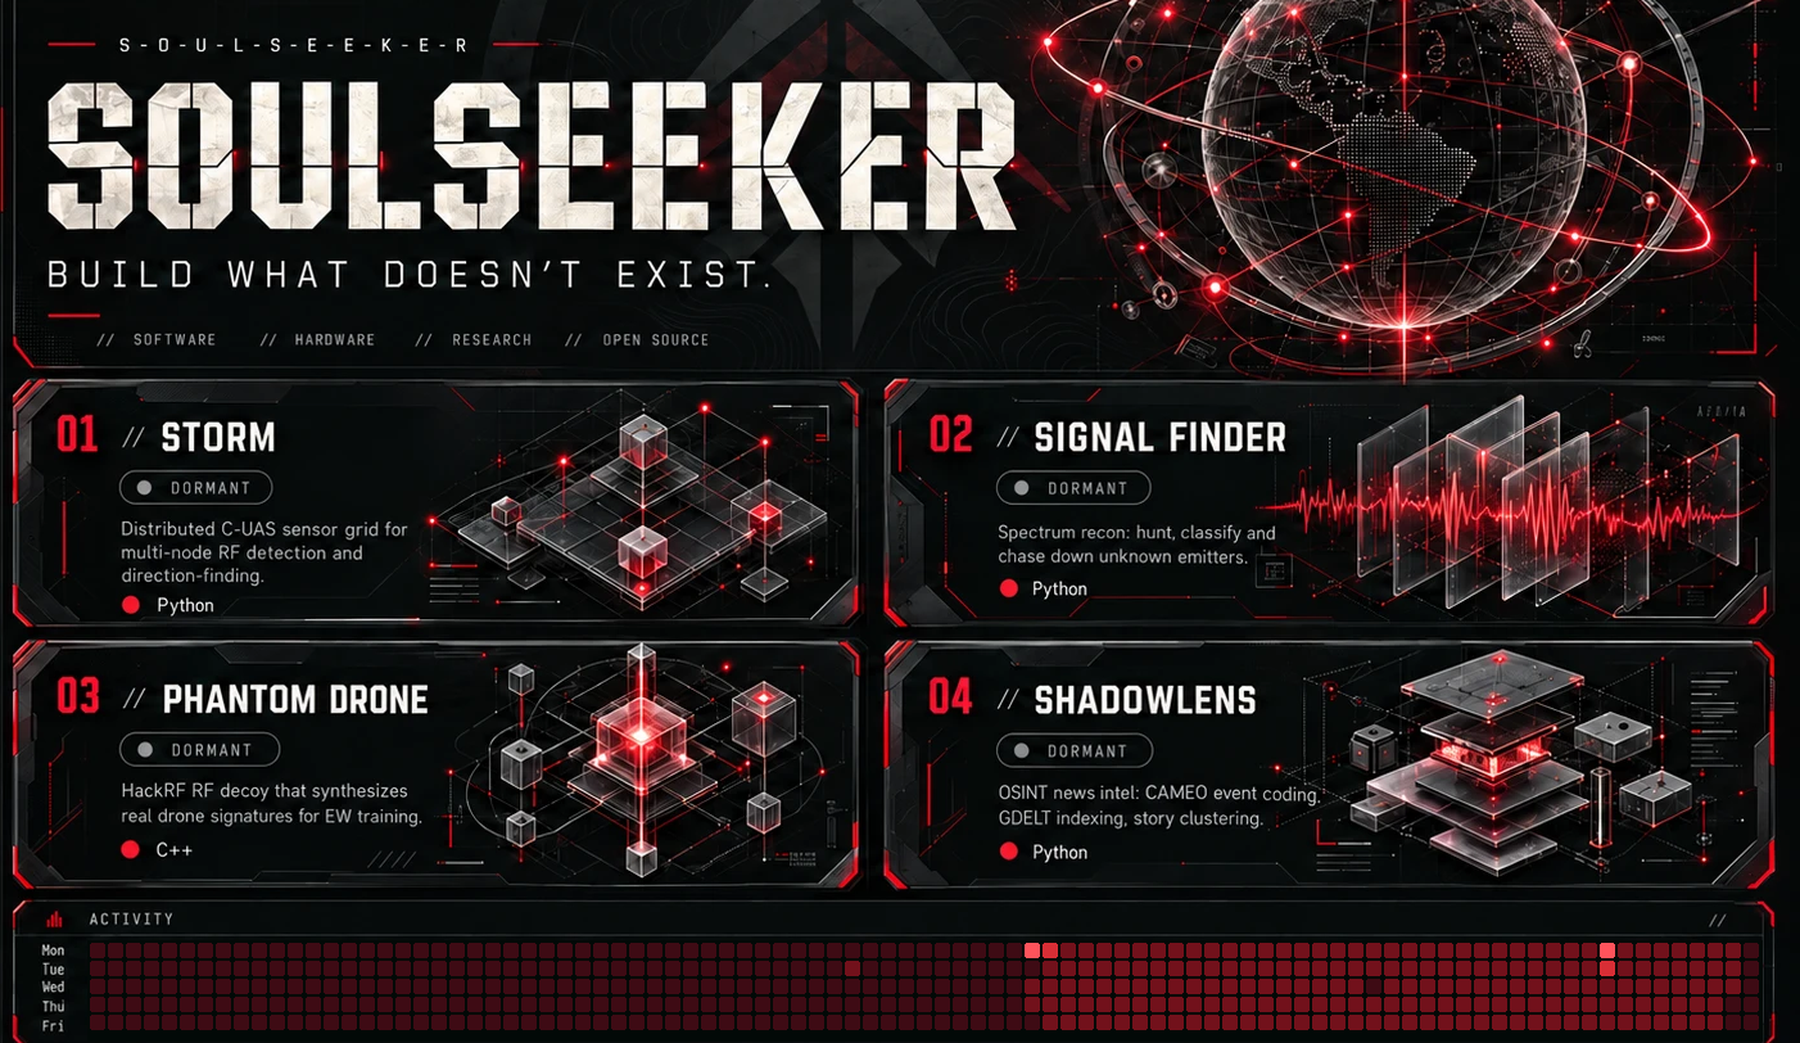 S-O-U-L-S-E-E-K-E-R
SOULSEEKER
BUILD WHAT DOESN'T EXIST.
// SOFTWARE // HARDWARE // RESEARCH // OPEN SOURCE
01 // STORM
DORMANT
Distributed C-UAS sensor grid for
multi-node RF detection and
direction-finding.
Python
02 // SIGNAL FINDER
DORMANT
Spectrum recon: hunt, classify and
chase down unknown emitters.
Python
03 // PHANTOM DRONE
DORMANT
HackRF RF decoy that synthesizes
real drone signatures for EW training.
C++
04 // SHADOWLENS
DORMANT
OSINT news intel: CAMEO event coding,
GDELT indexing, story clustering.
Python
ACTIVITY //
Mon
Tue
Wed
Thu
Fri